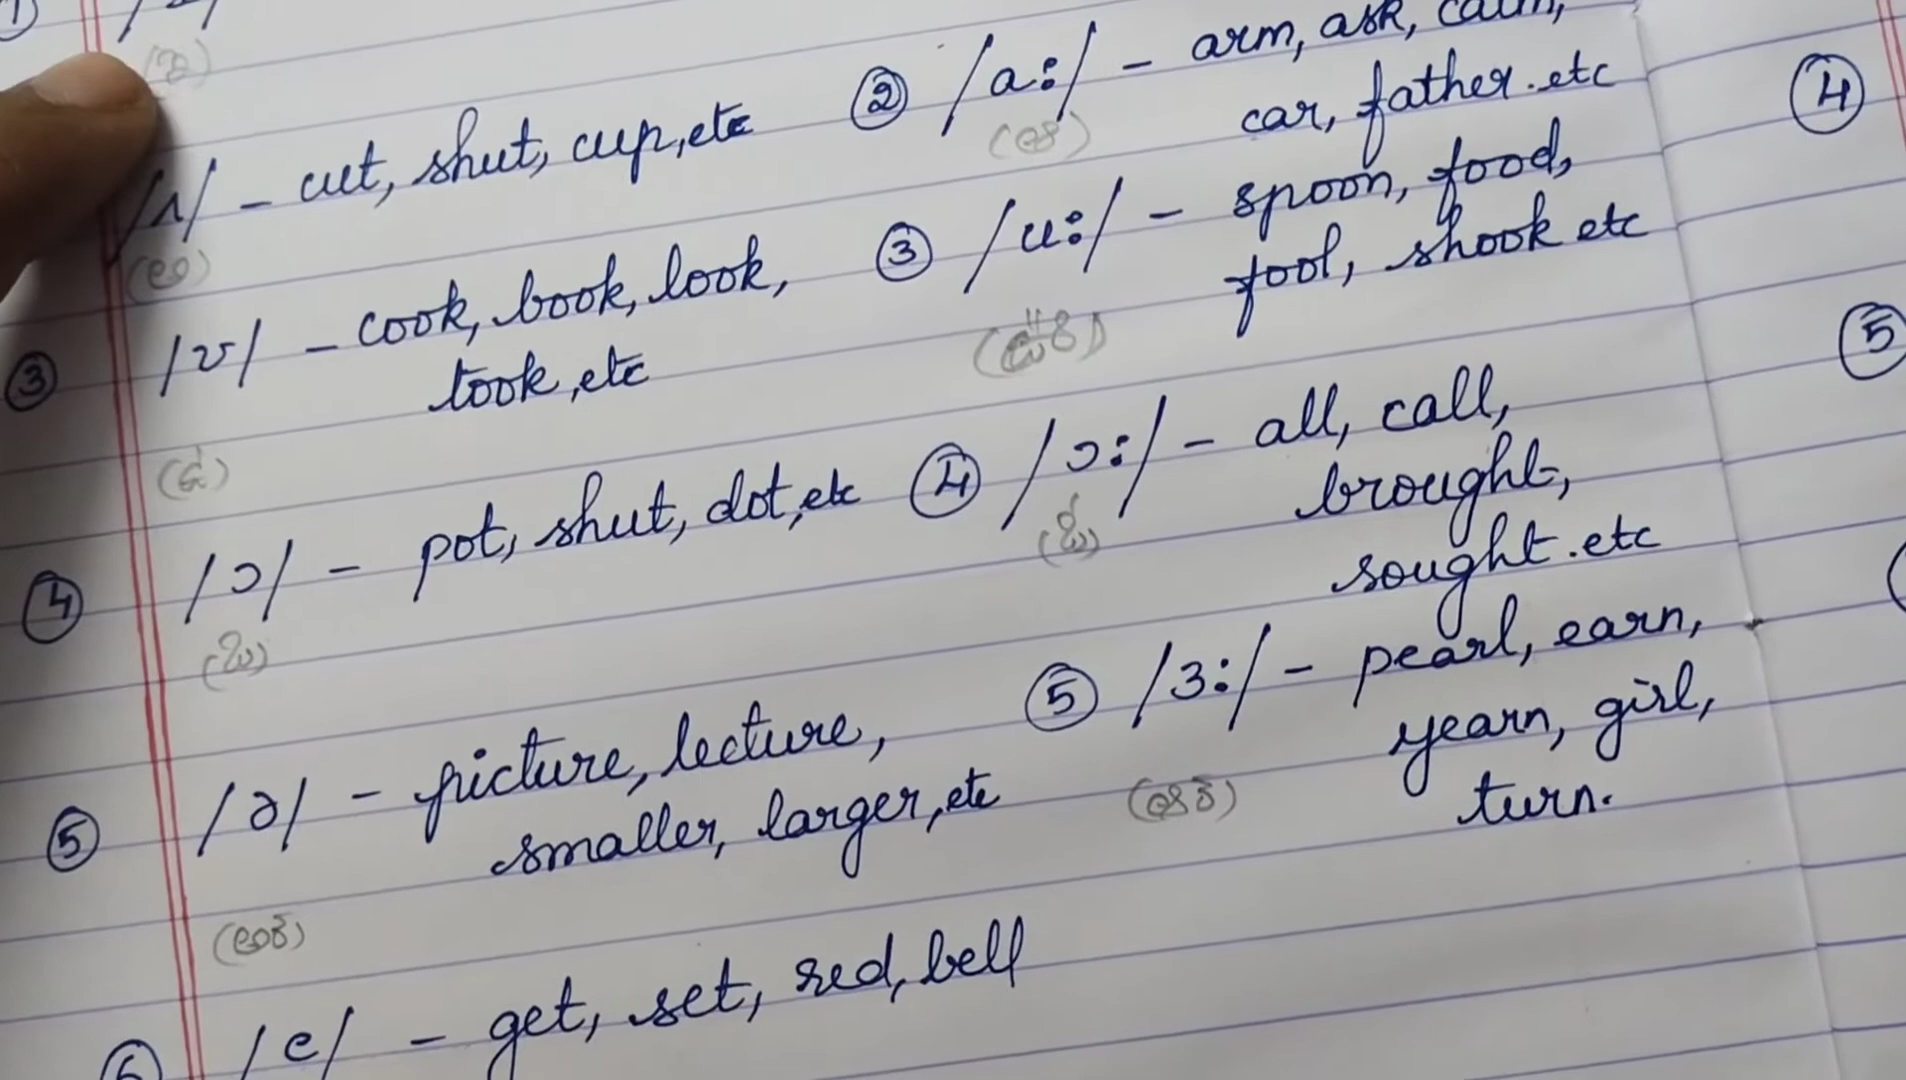 /ʌ/ - cut, shut, cup, etc
③ /ʊ/ - cook, book, look,
took, etc
④ /ɔ/ - pot, shut, dot, etc
⑤ /ə/ - picture, lecture,
smaller, larger, etc
⑥ /e/ - get, set, red, bell
② /a:/ - arm, ask, calm,
car, father. etc
③ /u:/ - spoon, food,
fool, shook etc
④ /ɔ:/ - all, call,
brought,
sought. etc
⑤ /3:/ - pearl, earn,
yearn, girl,
turn.
④
⑤